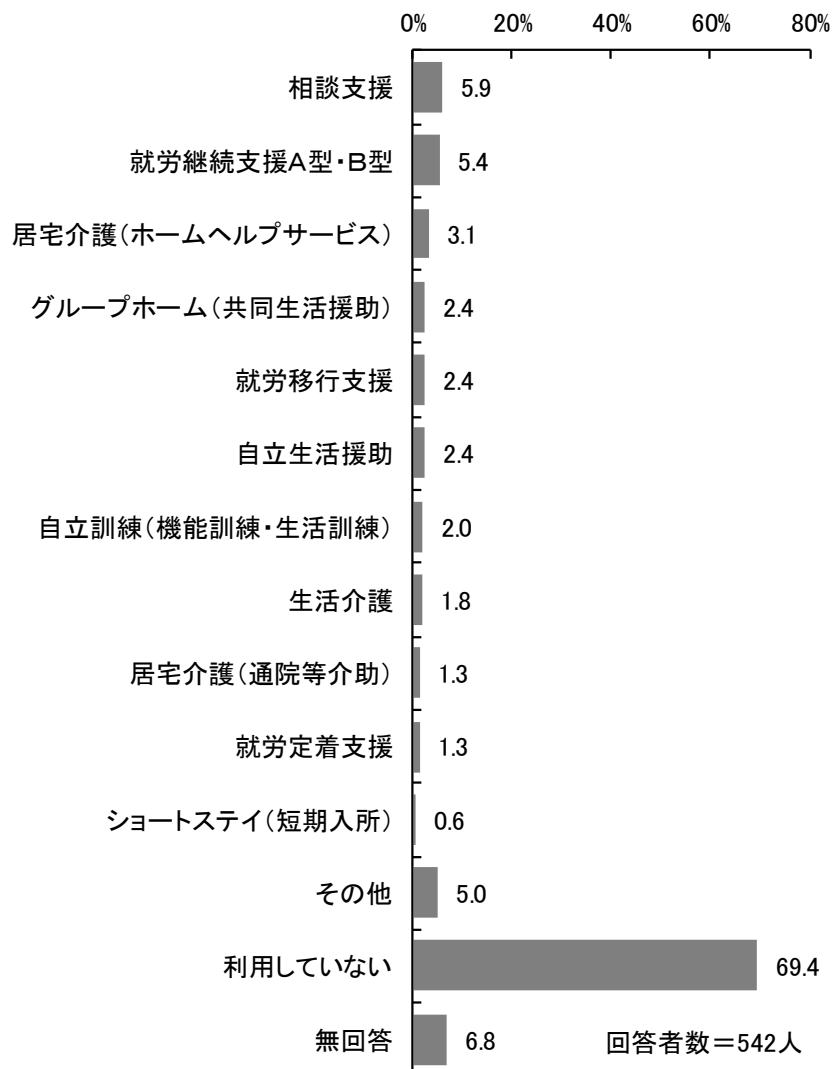 0% 20% 40% 60% 80%
相談支援 5.9
就労継続支援A型・B型 5.4
居宅介護(ホームヘルプサービス) 3.1
グループホーム(共同生活援助) 2.4
就労移行支援 2.4
自立生活援助 2.4
自立訓練(機能訓練・生活訓練) 2.0
生活介護 1.8
居宅介護(通院等介助) 1.3
就労定着支援 1.3
ショートステイ(短期入所) 0.6
その他 5.0
利用していない 69.4
無回答 6.8 回答者数=542人